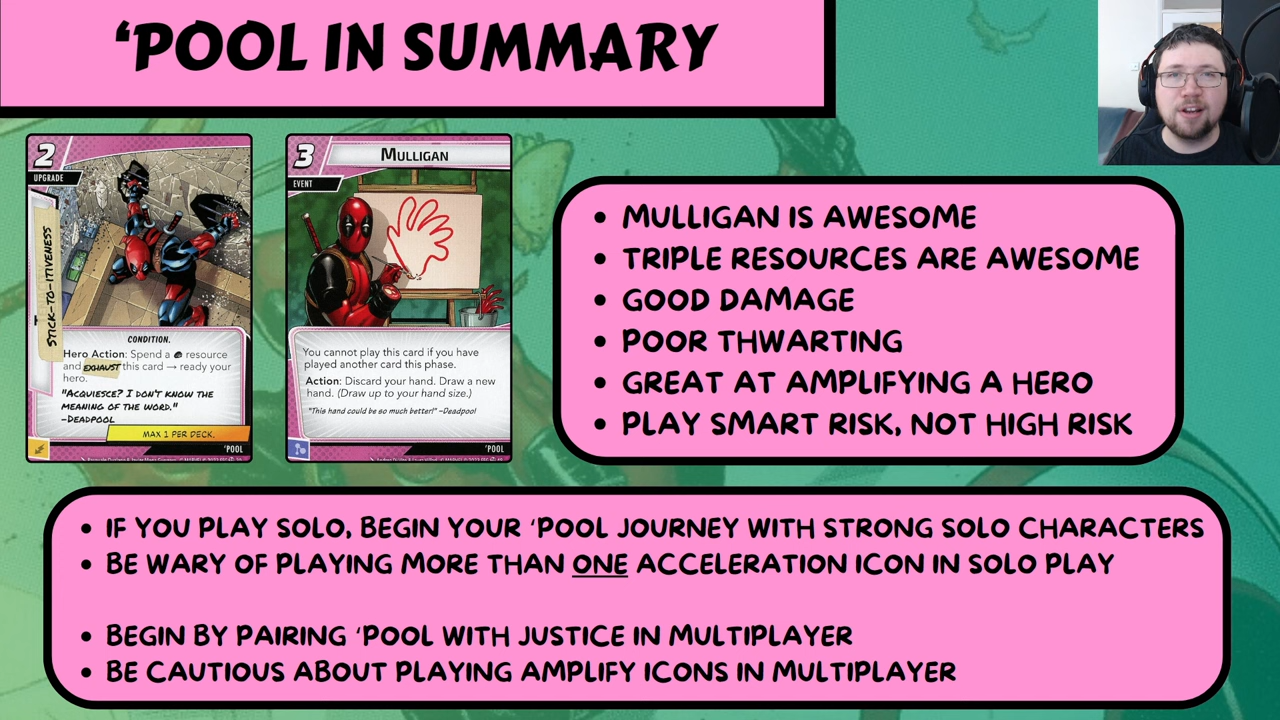 ‘POOL IN SUMMARY
2
UPGRADE
STICK-TO-ITIVENESS
CONDITION.
Hero Action: Spend a resource
and EXHAUST this card → ready your
hero.
"ACQUIESCE? I DON'T KNOW THE
MEANING OF THE WORD."
-DEADPOOL
MAX 1 PER DECK.
'POOL
3
MULLIGAN
EVENT
You cannot play this card if you have
played another card this phase.
Action: Discard your hand. Draw a new
hand. (Draw up to your hand size.)
"This hand could be so much better!" –Deadpool
'POOL
• MULLIGAN IS AWESOME
• TRIPLE RESOURCES ARE AWESOME
• GOOD DAMAGE
• POOR THWARTING
• GREAT AT AMPLIFYING A HERO
• PLAY SMART RISK, NOT HIGH RISK
• IF YOU PLAY SOLO, BEGIN YOUR ‘POOL JOURNEY WITH STRONG SOLO CHARACTERS
• BE WARY OF PLAYING MORE THAN ONE ACCELERATION ICON IN SOLO PLAY
• BEGIN BY PAIRING ‘POOL WITH JUSTICE IN MULTIPLAYER
• BE CAUTIOUS ABOUT PLAYING AMPLIFY ICONS IN MULTIPLAYER